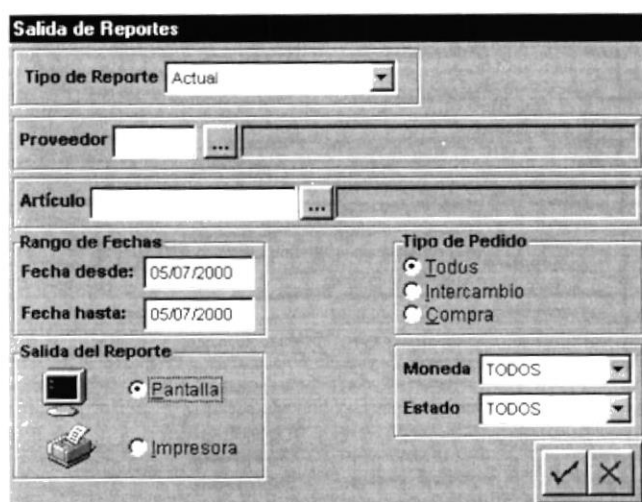 Salida de Reportes
Tipo de Reporte Actual
Proveedor ...
Artículo ...
Rango de Fechas
Fecha desde: 05/07/2000
Fecha hasta: 05/07/2000
Tipo de Pedido
Todus
Intercambio
Compra
Salida del Reporte
Pantalla
Impresora
Moneda TODOS
Estado TODOS